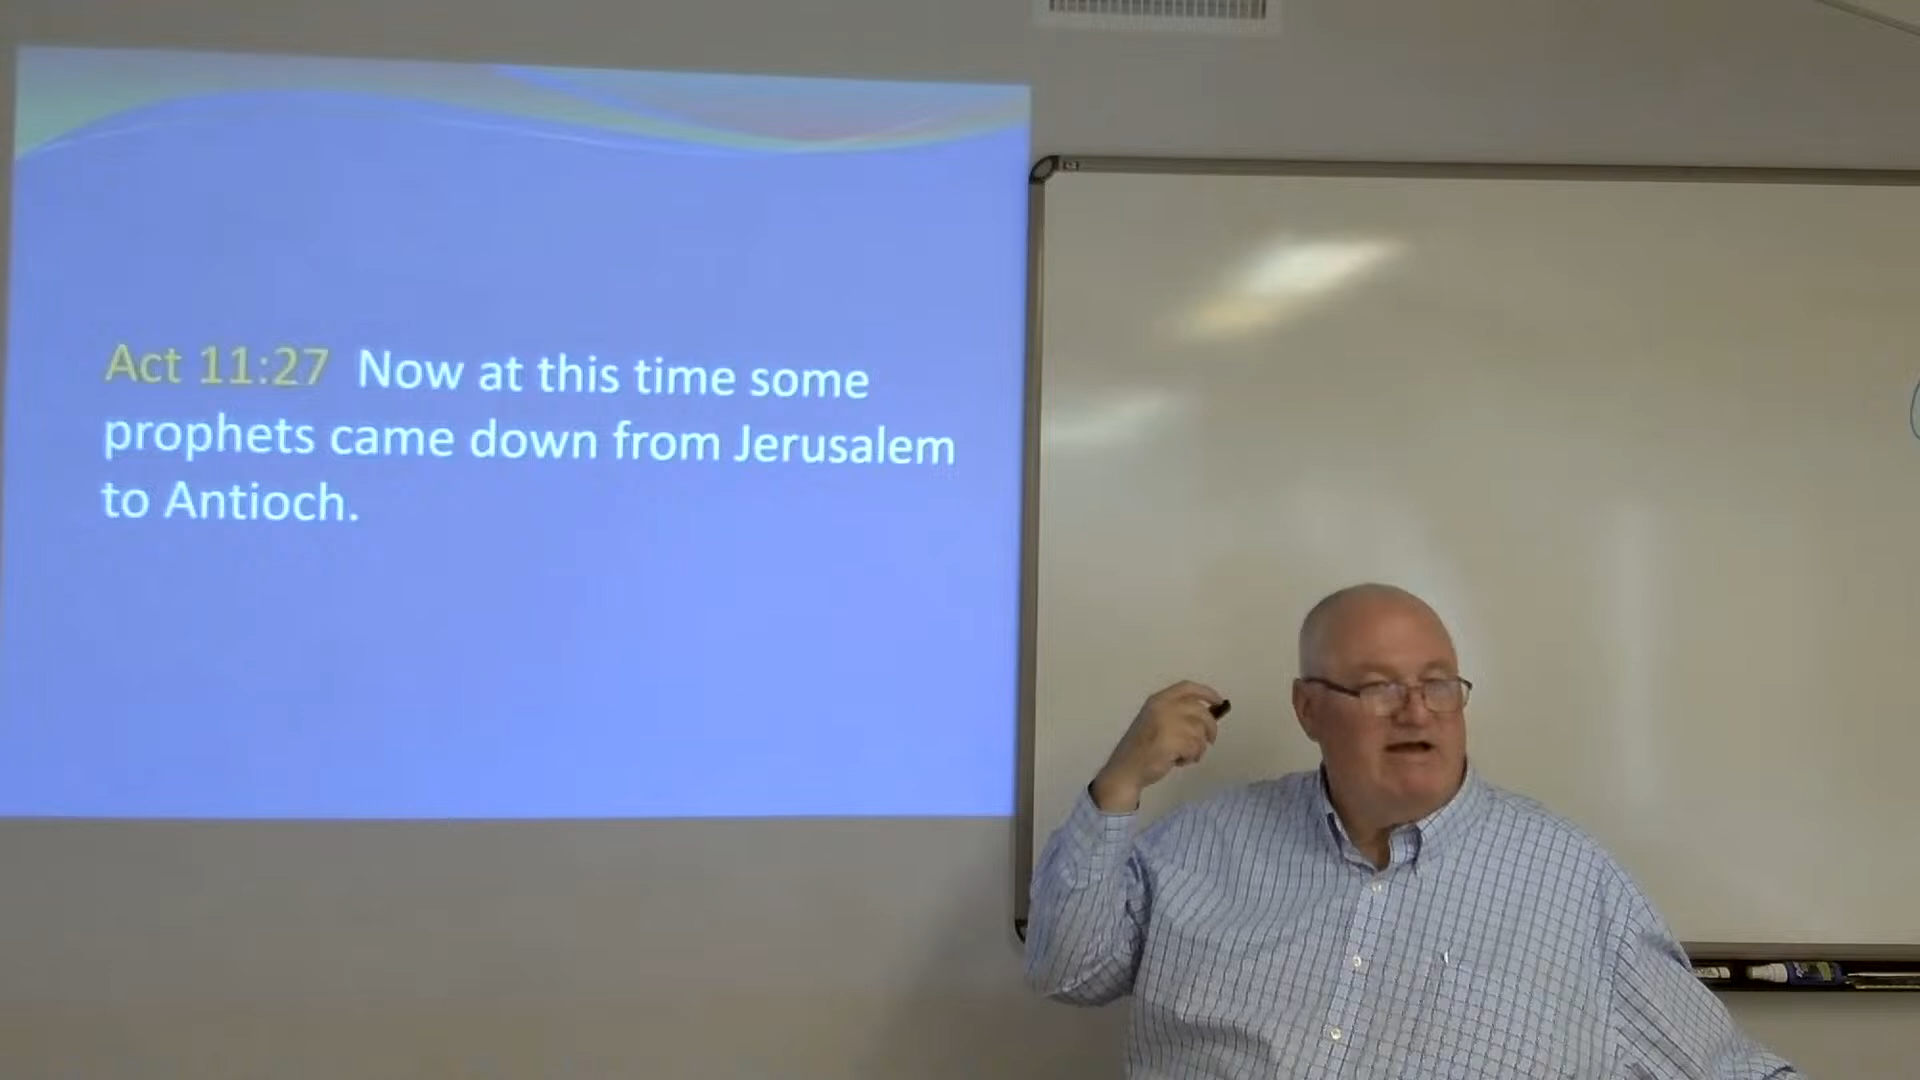 Act 11:27 Now at this time some
prophets came down from Jerusalem
to Antioch.